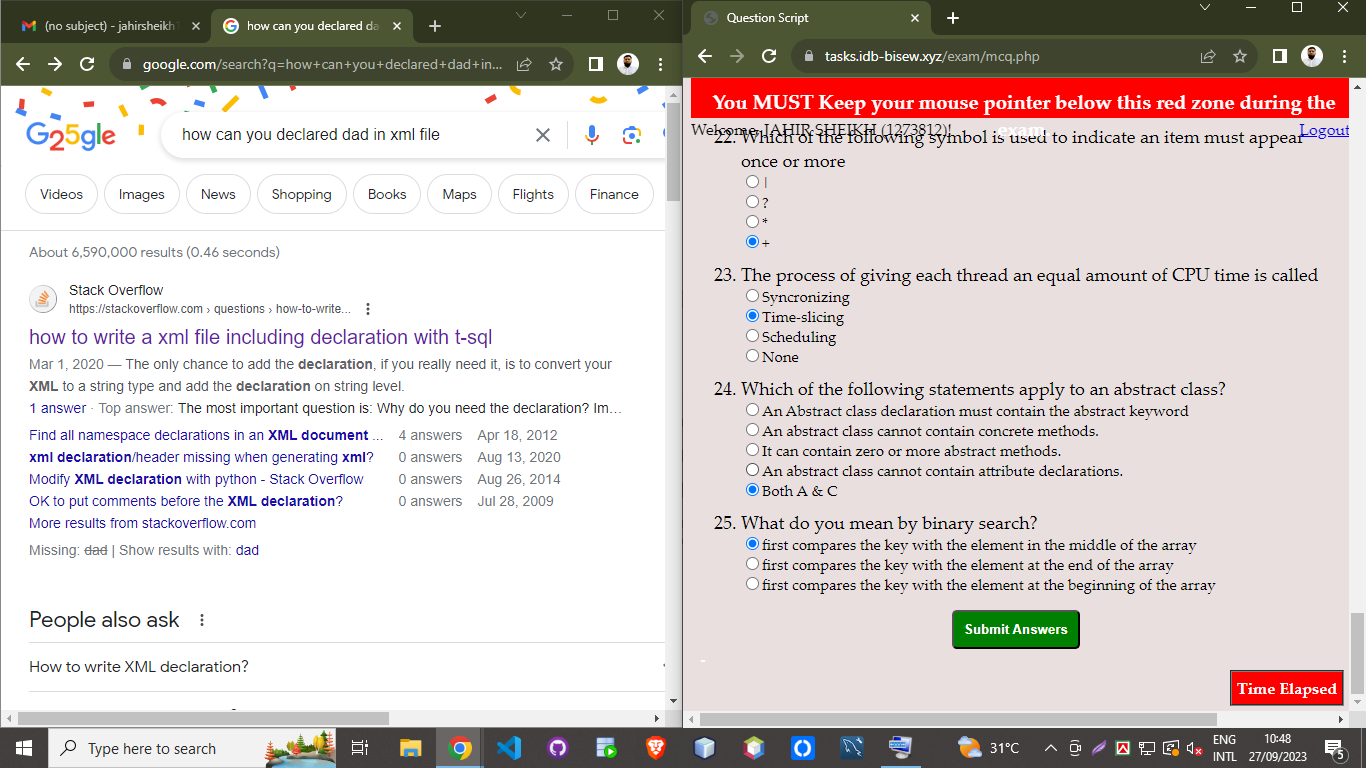 (no subject) - jahirsheikh
how can you declared da
google.com/search?q=how+can+you+declared+dad+in...
G25gle
how can you declared dad in xml file
Videos
Images
News
Shopping
Books
Maps
Flights
Finance
About 6,590,000 results (0.46 seconds)
Stack Overflow
https://stackoverflow.com › questions › how-to-write...
how to write a xml file including declaration with t-sql
Mar 1, 2020 — The only chance to add the declaration, if you really need it, is to convert your
XML to a string type and add the declaration on string level.
1 answer · Top answer: The most important question is: Why do you need the declaration? Im...
Find all namespace declarations in an XML document ... 4 answers Apr 18, 2012
xml declaration/header missing when generating xml? 0 answers Aug 13, 2020
Modify XML declaration with python - Stack Overflow 0 answers Aug 26, 2014
OK to put comments before the XML declaration? 0 answers Jul 28, 2009
More results from stackoverflow.com
Missing: dad | Show results with: dad
People also ask
How to write XML declaration?
Question Script
tasks.idb-bisew.xyz/exam/mcq.php
You MUST Keep your mouse pointer below this red zone during the
exam
Welcome, JAHIR SHEIKH (1273812)!
Logout
22. Which of the following symbol is used to indicate an item must appear
once or more
|
?
*
+
23. The process of giving each thread an equal amount of CPU time is called
Syncronizing
Time-slicing
Scheduling
None
24. Which of the following statements apply to an abstract class?
An Abstract class declaration must contain the abstract keyword
An abstract class cannot contain concrete methods.
It can contain zero or more abstract methods.
An abstract class cannot contain attribute declarations.
Both A & C
25. What do you mean by binary search?
first compares the key with the element in the middle of the array
first compares the key with the element at the end of the array
first compares the key with the element at the beginning of the array
Submit Answers
Time Elapsed
Type here to search
31°C
ENG
INTL
10:48
27/09/2023
5